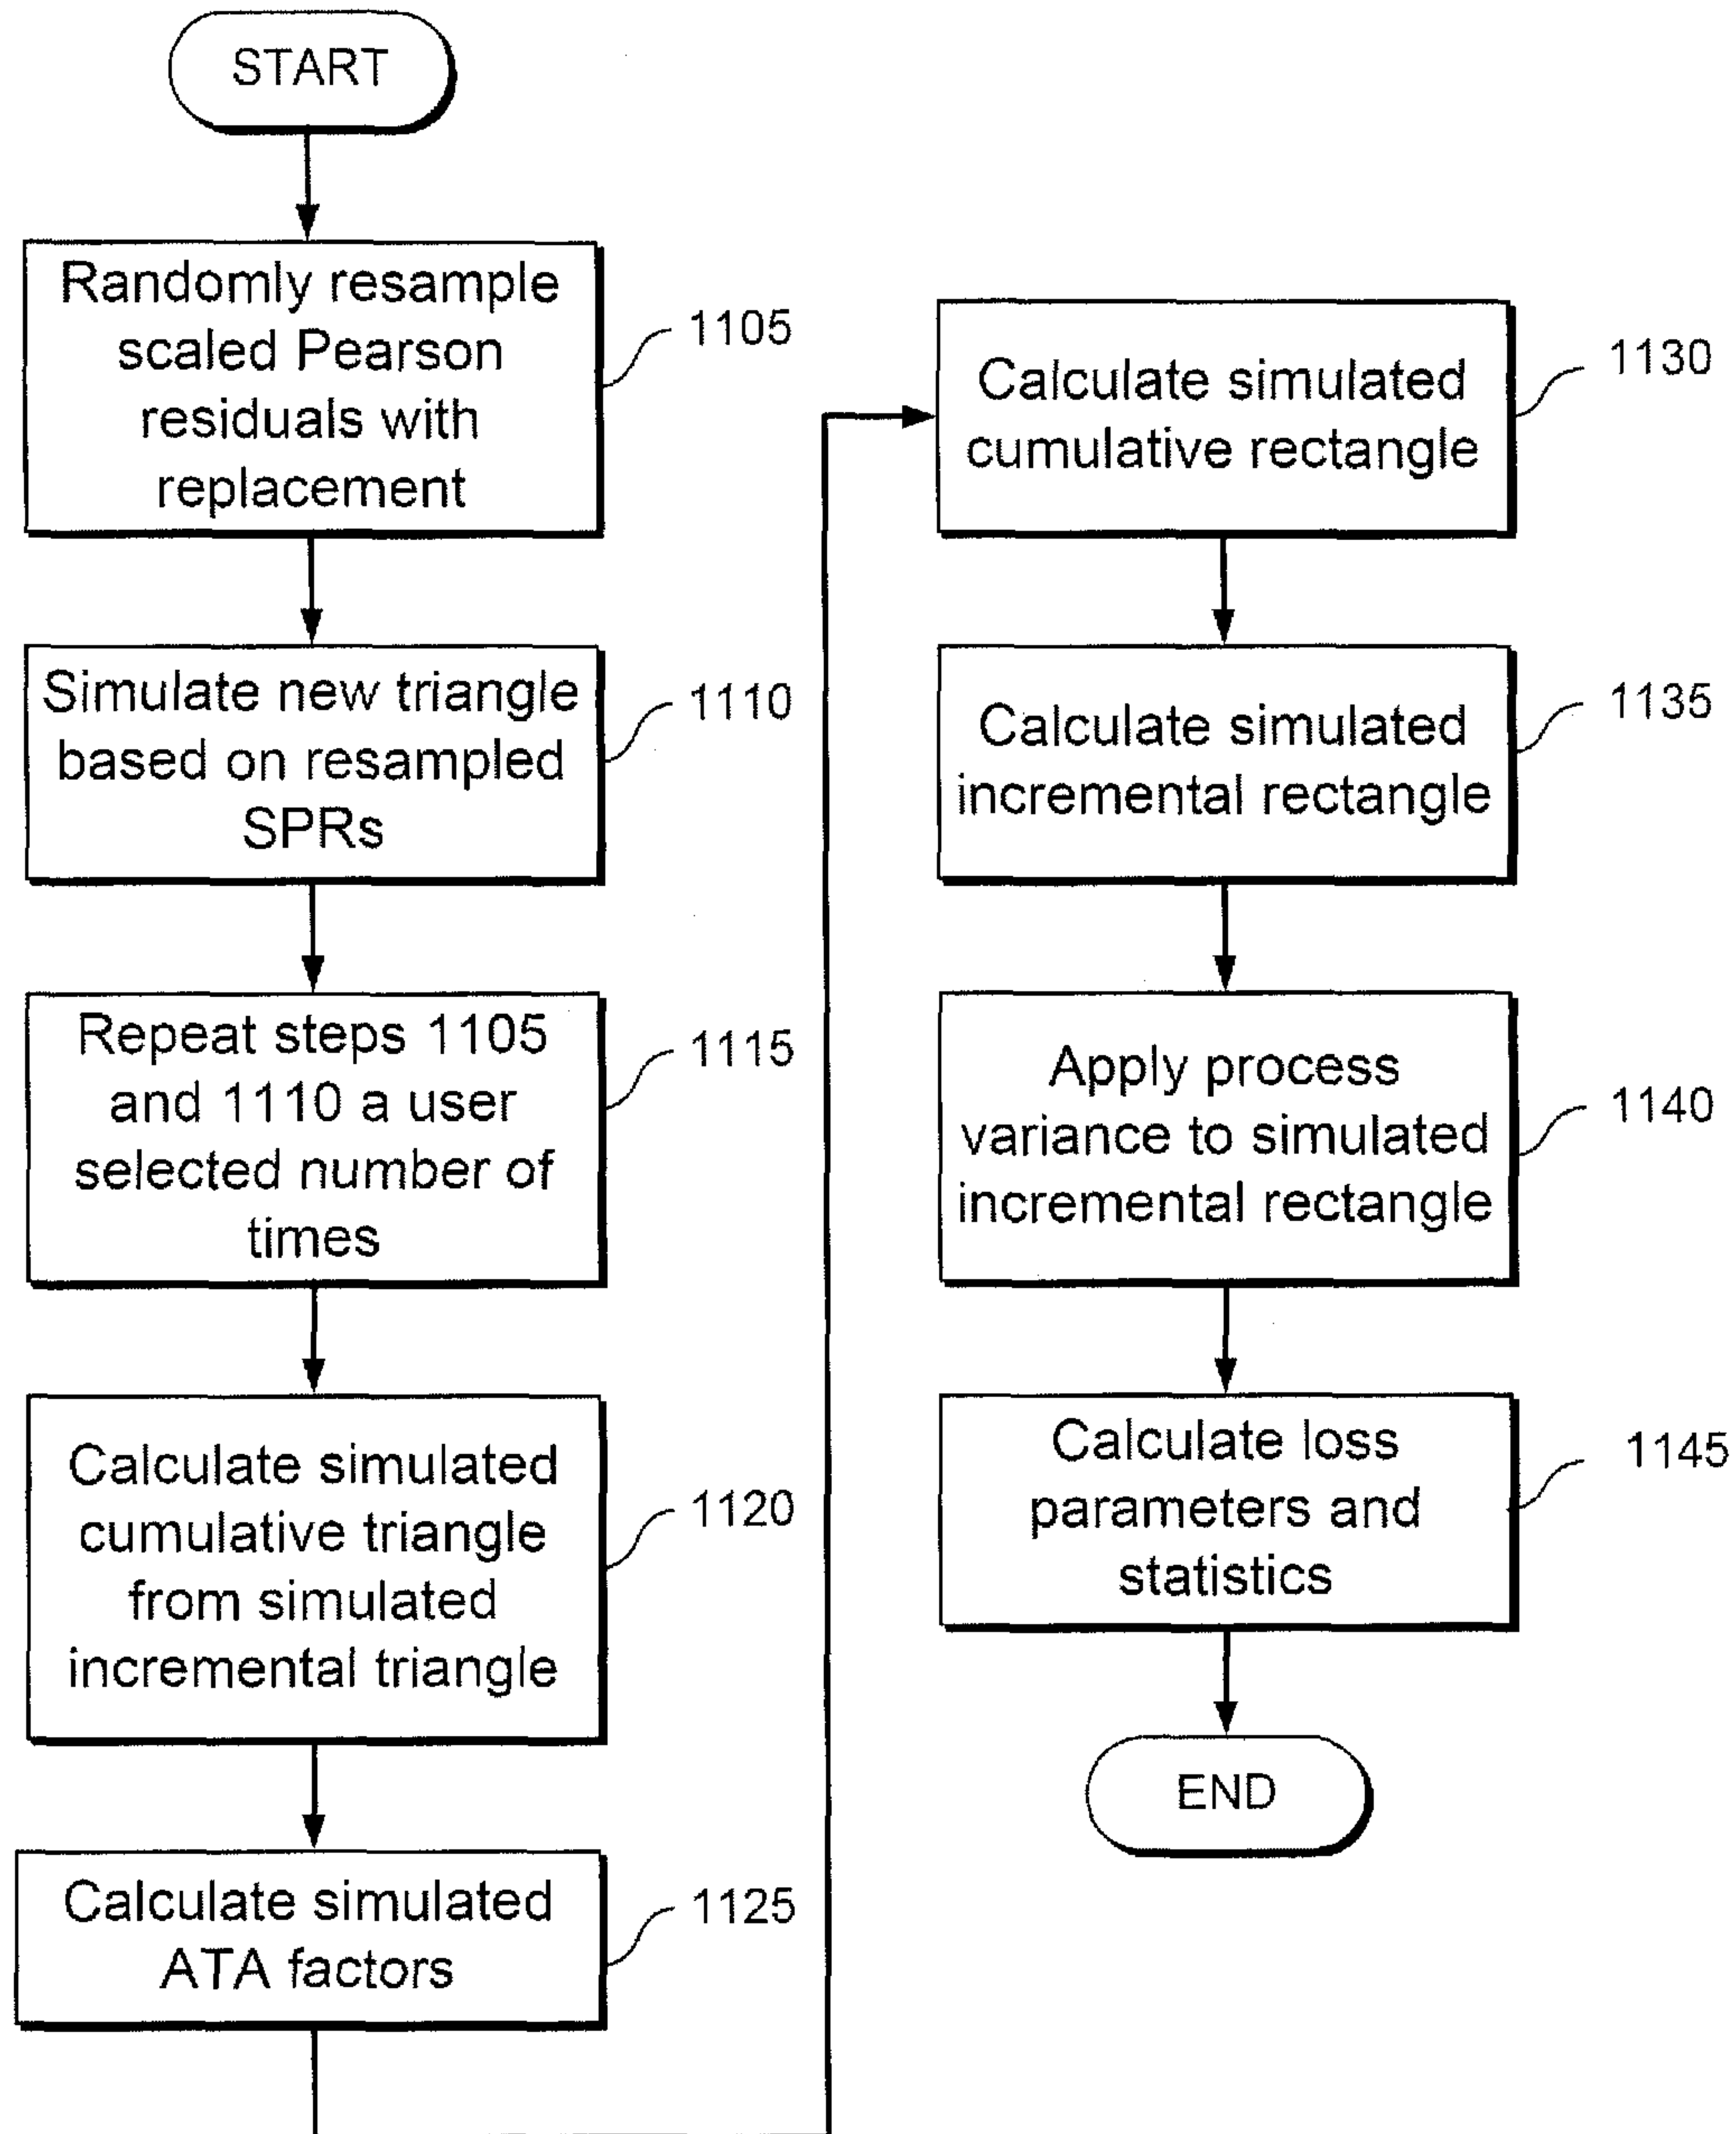 START
Randomly resample
scaled Pearson
residuals with
replacement
1105
Simulate new triangle
based on resampled
SPRs
1110
Repeat steps 1105
and 1110 a user
selected number of
times
1115
Calculate simulated
cumulative triangle
from simulated
incremental triangle
1120
Calculate simulated
ATA factors
1125
Calculate simulated
cumulative rectangle
1130
Calculate simulated
incremental rectangle
1135
Apply process
variance to simulated
incremental rectangle
1140
Calculate loss
parameters and
statistics
1145
END